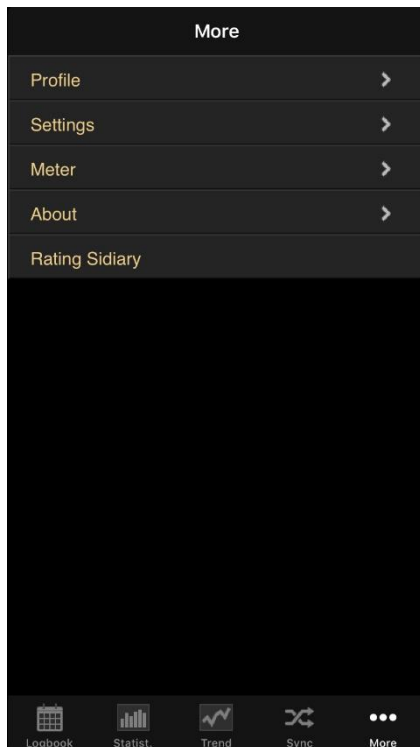 More
Profile
Settings
Meter
About
Rating Sidiary
Logbook Statist. Trend Sync More